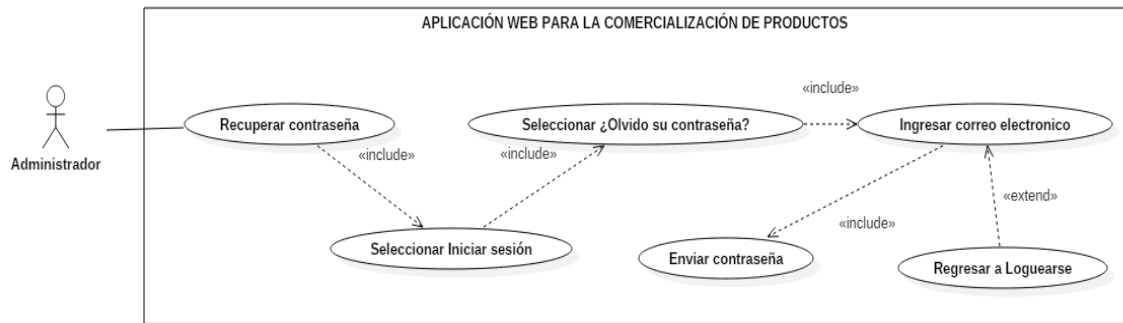 APLICACIÓN WEB PARA LA COMERCIALIZACIÓN DE PRODUCTOS
Administrador
Recuperar contraseña
«include»
Seleccionar Iniciar sesión
«include»
Seleccionar ¿Olvido su contraseña?
«include»
Ingresar correo electronico
«include»
Enviar contraseña
«extend»
Regresar a Loguearse